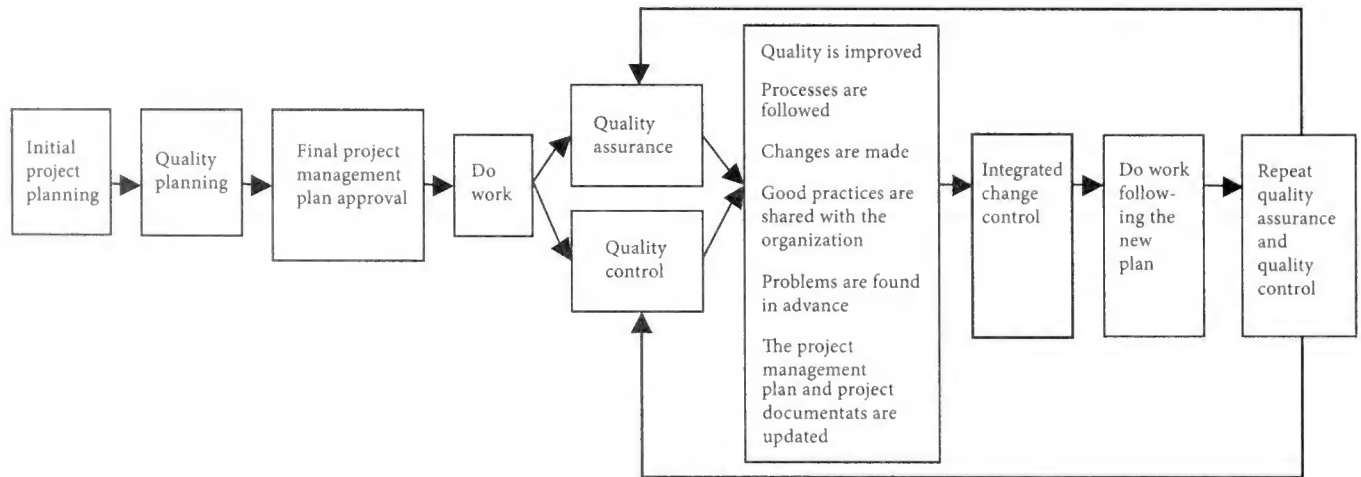 Initial
project
planning
Quality
planning
Final project
management
plan approval
Do
work
Quality
assurance
Quality
control
Quality is improved
Processes are
followed
Changes are made
Good practices are
shared with the
organization
Problems are found
in advance
The project
management
plan and project
documentats are
updated
Integrated
change
control
Do work
follow-
ing the
new
plan
Repeat
quality
assurance
and
quality
control